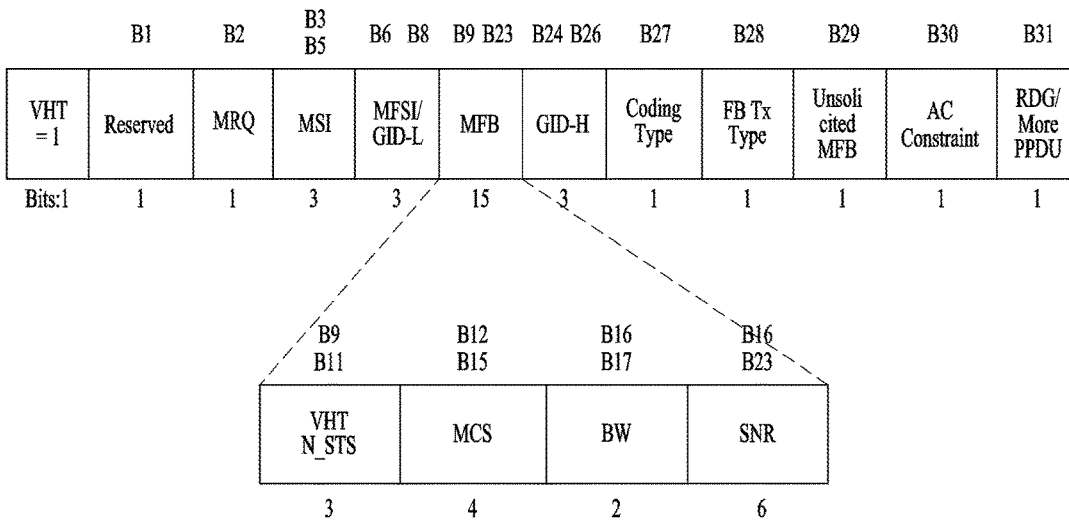 B1 B2 B3 B5 B6 B8 B9 B23 B24 B26 B27 B28 B29 B30 B31
VHT = 1
Reserved
MRQ
MSI
MFSI/ GID-L
MFB
GID-H
Coding Type
FB Tx Type
Unsoli cited MFB
AC Constraint
RDG/ More PPDU
Bits:1 1 1 3 3 15 3 1 1 1 1 1
B9 B11
B12 B15
B16 B17
B16 B23
VHT N_STS
MCS
BW
SNR
3 4 2 6